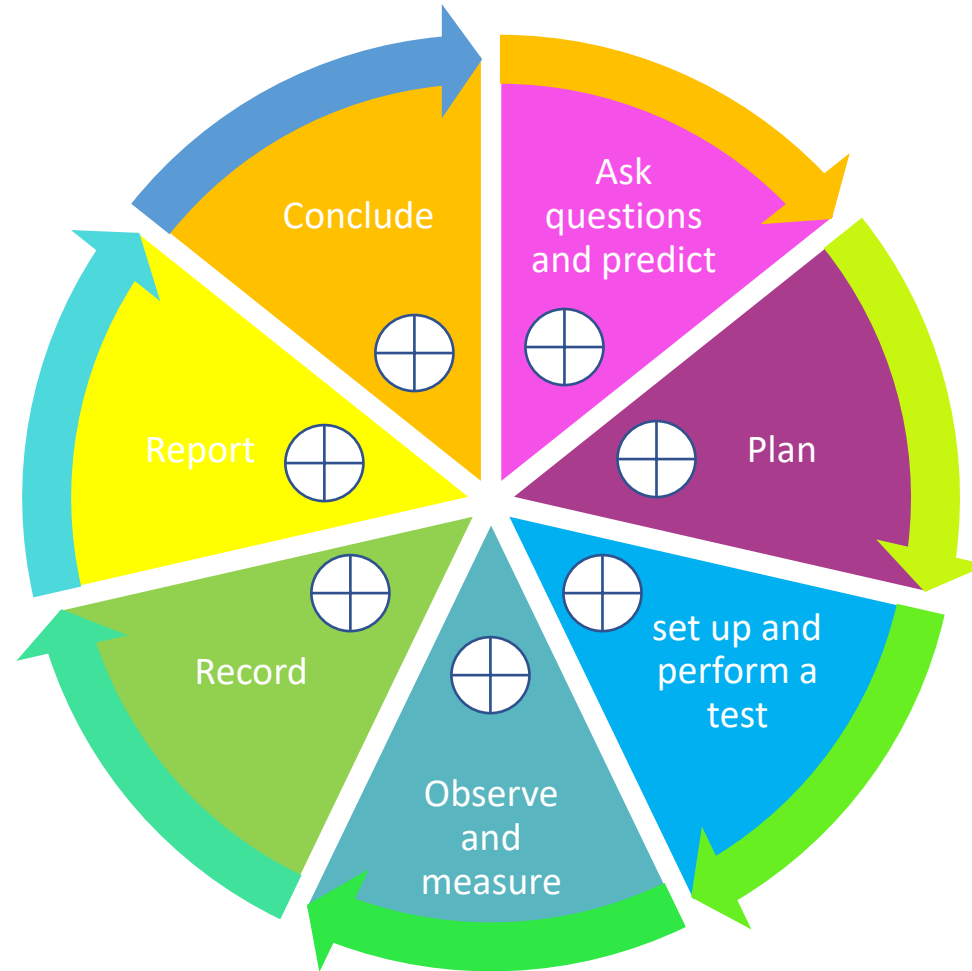 Ask
questions
and predict
Plan
set up and
perform a
test
Observe
and
measure
Record
Report
Conclude